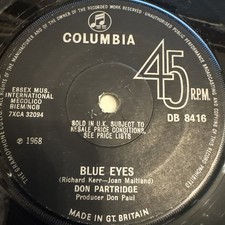 COLUMBIA
45
R.P.M.
ESSEX MUS.
INTERNATIONAL
MECOLICO
BIEM/NCB
7XCA 32094
SOLD IN U.K. SUBJECT TO
RESALE PRICE CONDITIONS,
SEE PRICE LISTS
DB 8416
Ⓟ 1968
BLUE EYES
(Richard Kerr—Joan Maitland)
DON PARTRIDGE
Producer Don Paul
MADE IN GT. BRITAIN